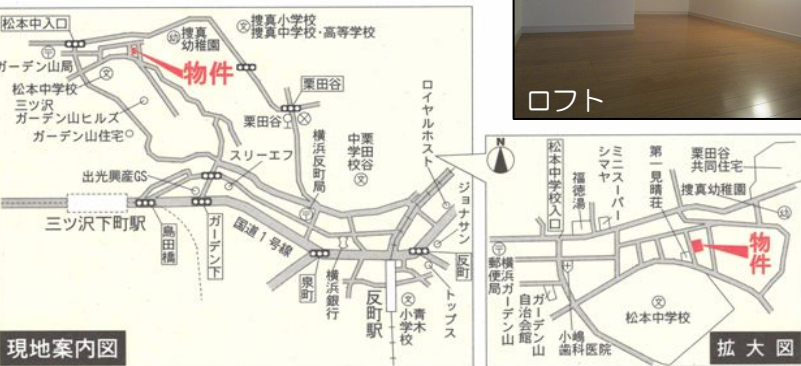 松本中入口
ガーデン山局
松本中学校
三ツ沢
ガーデン山ヒルズ
ガーデン山住宅
物件
捜真
幼稚園
捜真小学校
捜真中学校・高等学校
栗田谷
栗田谷
横浜反町局
栗田谷
中学校
ロイヤルホスト
スリーエフ
出光興産GS
三ツ沢下町駅
島田橋
ガーデン下
国道1号線
泉町
横浜銀行
反町駅
青木
小学校
ジョナサン
反町
トップス
現地案内図
ロフト
N
松本中学校入口
福徳湯
ミニスーパー
シマヤ
第一見晴荘
栗田谷
共同住宅
捜真幼稚園
物件
横浜ガーデン山
郵便局
ガーデン山
自治会館
小嶋
歯科医院
松本中学校
拡大図